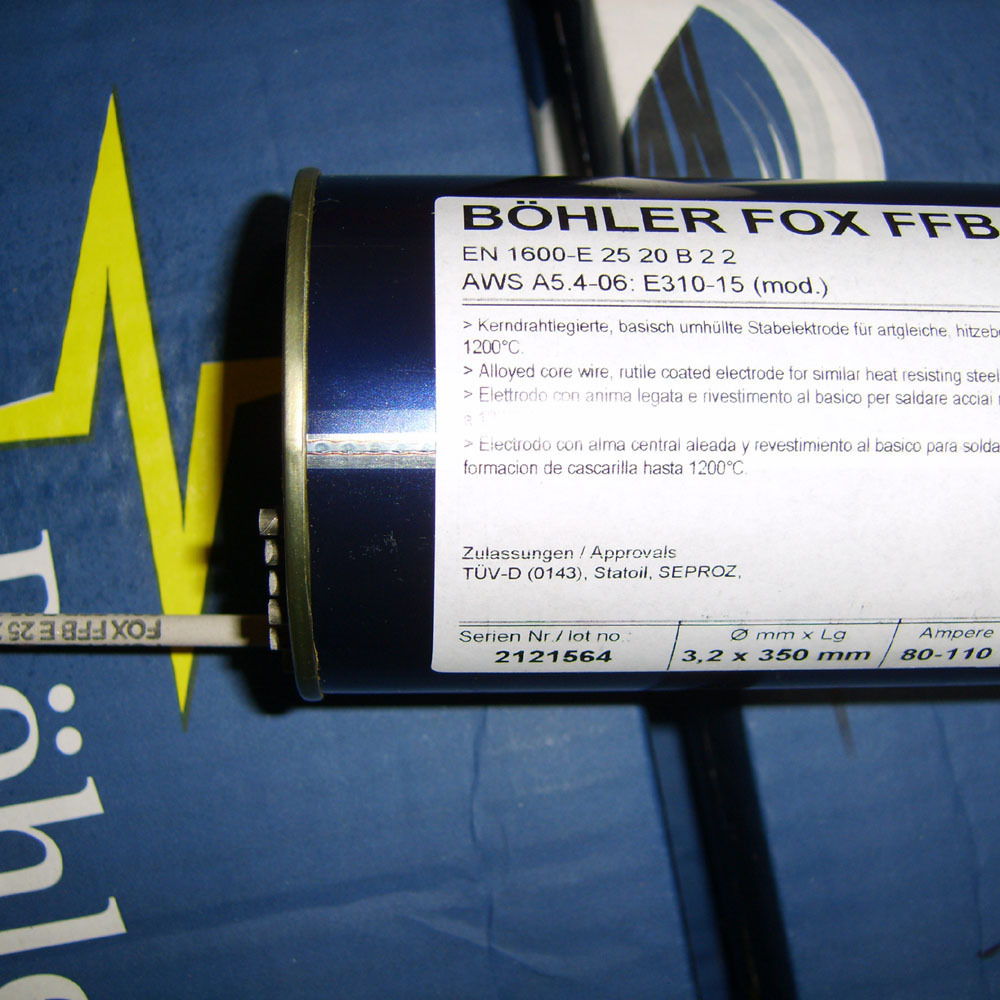 BÖHLER FOX FFB
EN 1600-E 25 20 B 2 2
AWS A5.4-06: E310-15 (mod.)
> Kerndrahtlegierte, basisch umhüllte Stabelektrode für artgleiche, hitzebe
1200°C.
> Alloyed core wire, rutile coated electrode for similar heat resisting steel
> Elettrodo con anima legata e rivestimento al basico per saldare acciai
> Electrodo con alma central aleada y revestimiento al basico para solda
formacion de cascarilla hasta 1200°C.
Zulassungen / Approvals
TÜV-D (0143), Statoil, SEPROZ,
Serien Nr./ lot no.:
2121564
Ø mm x Lg
3,2 x 350 mm
Ampere
80-110
FOX FFB E 25
Böhle